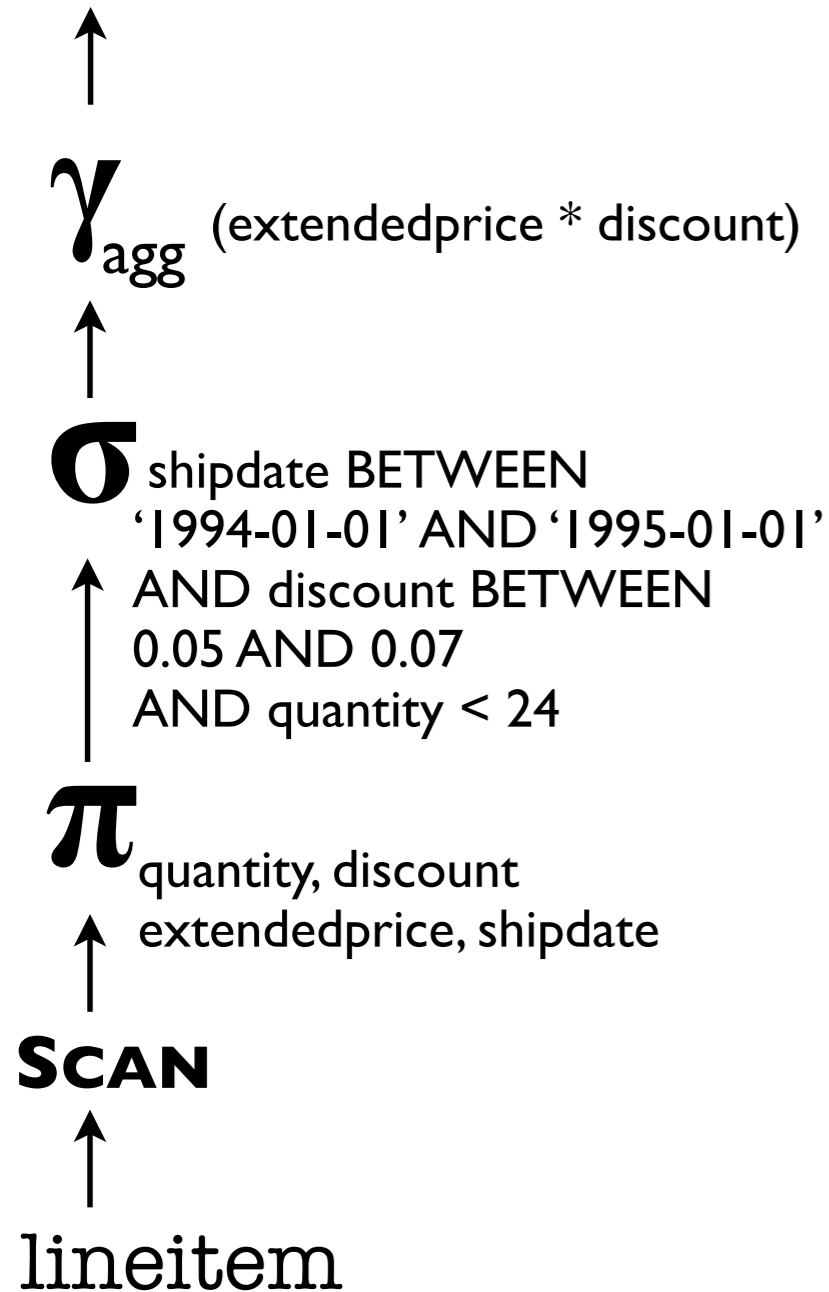 γagg (extendedprice * discount)
σ shipdate BETWEEN
‘1994-01-01’ AND ‘1995-01-01’
AND discount BETWEEN
0.05 AND 0.07
AND quantity < 24
π quantity, discount
extendedprice, shipdate
SCAN
lineitem